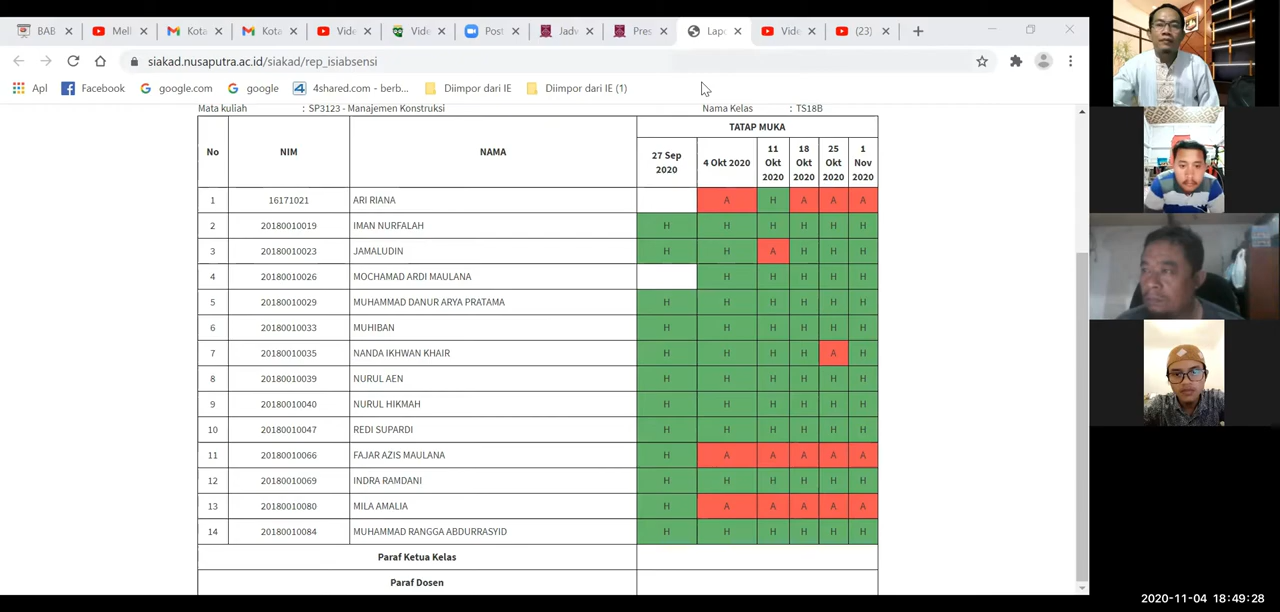 BAB Mell Kota Kota Vide Vide Post Jadw Pres Lapo Vide (23)
siakad.nusaputra.ac.id/siakad/rep_isiabsensi
Apl Facebook google.com google 4shared.com - berb... Diimpor dari IE Diimpor dari IE (1)
Mata kuliah : SP3123 - Manajemen Konstruksi Nama Kelas : TS18B
No NIM NAMA TATAP MUKA
27 Sep 2020 4 Okt 2020 11 Okt 2020 18 Okt 2020 25 Okt 2020 1 Nov 2020
1 16171021 ARI RIANA A H A A A
2 20180010019 IMAN NURFALAH H H H H H H
3 20180010023 JAMALUDIN H H A H H H
4 20180010026 MOCHAMAD ARDI MAULANA H H H H H
5 20180010029 MUHAMMAD DANUR ARYA PRATAMA H H H H H H
6 20180010033 MUHIBAN H H H H H H
7 20180010035 NANDA IKHWAN KHAIR H H H H A H
8 20180010039 NURUL AEN H H H H H H
9 20180010040 NURUL HIKMAH H H H H H H
10 20180010047 REDI SUPARDI H H H H H H
11 20180010066 FAJAR AZIS MAULANA H A A A A A
12 20180010069 INDRA RAMDANI H H H H H H
13 20180010080 MILA AMALIA H A A A A A
14 20180010084 MUHAMMAD RANGGA ABDURRASYID H H H H H H
Paraf Ketua Kelas
Paraf Dosen
2020-11-04 18:49:28